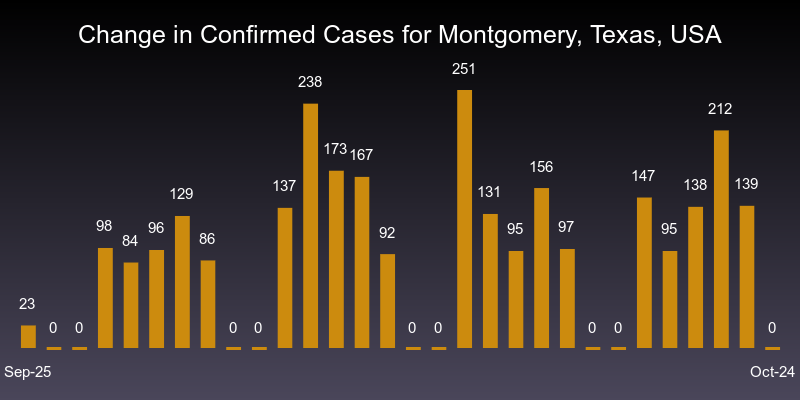 Change in Confirmed Cases for Montgomery, Texas, USA
23 0 0 98 84 96 129 86 0 0 137 238 173 167 92 0 0 251 131 95 156 97 0 0 147 95 138 212 139 0
Sep-25 Oct-24